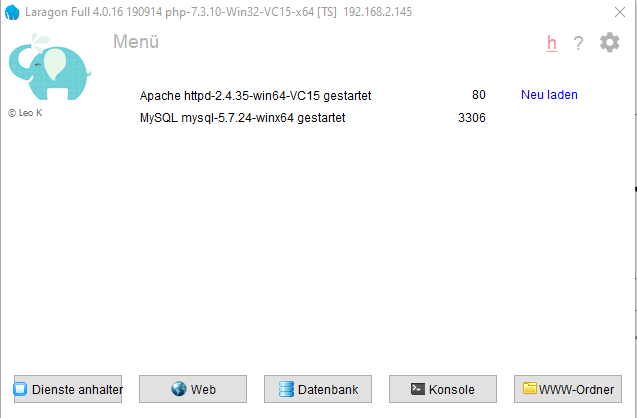 Laragon Full 4.0.16 190914 php-7.3.10-Win32-VC15-x64 [TS]  192.168.2.145
Menü
h ?
© Leo K
Apache httpd-2.4.35-win64-VC15 gestartet 80 Neu laden
MySQL mysql-5.7.24-winx64 gestartet 3306
Dienste anhalten Web Datenbank Konsole WWW-Ordner